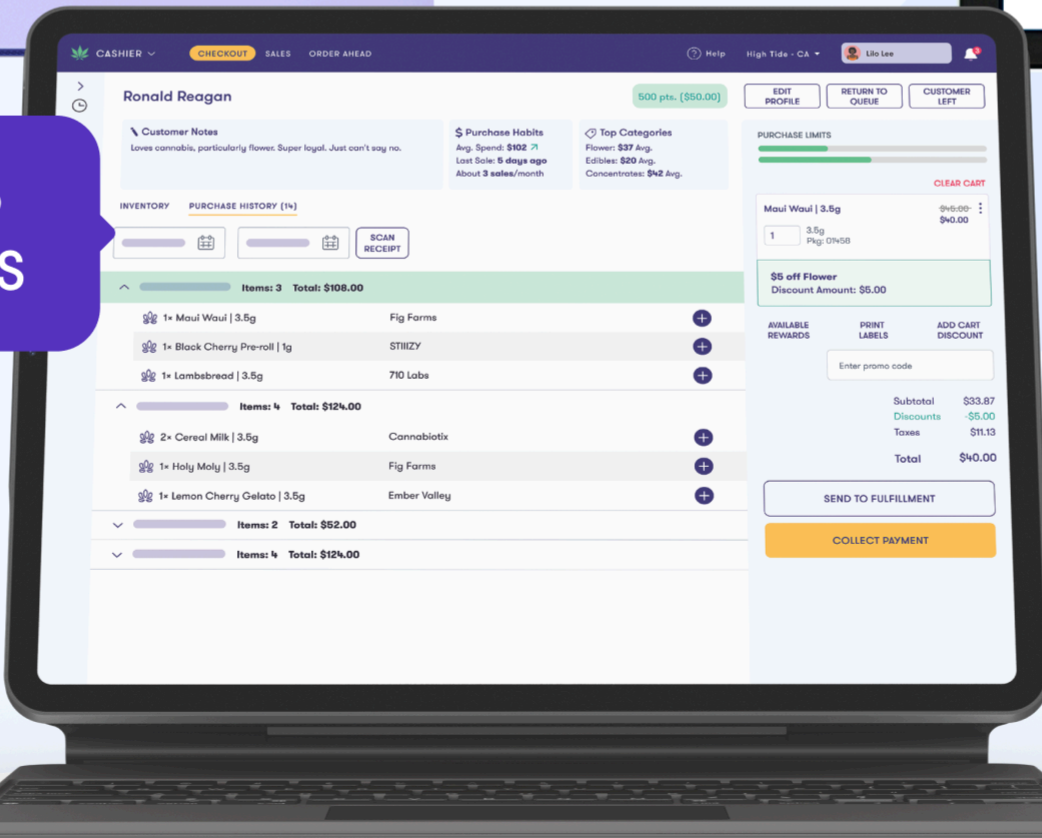 CASHIER
CHECKOUT
SALES
ORDER AHEAD
Help
High Tide - CA
Lilo Lee
Ronald Reagan
500 pts. ($50.00)
EDIT
PROFILE
RETURN TO
QUEUE
CUSTOMER
LEFT
Customer Notes
Loves cannabis, particularly flower. Super loyal. Just can't say no.
$ Purchase Habits
Avg. Spend: $102
Last Sale: 5 days ago
About 3 sales/month
Top Categories
Flower: $37 Avg.
Edibles: $20 Avg.
Concentrates: $42 Avg.
INVENTORY
PURCHASE HISTORY (14)
SCAN
RECEIPT
S
Items: 3 Total: $108.00
1x Maui Waui | 3.5g Fig Farms
1x Black Cherry Pre-roll | 1g STIIIZY
1x Lambsbread | 3.5g 710 Labs
Items: 4 Total: $124.00
2x Cereal Milk | 3.5g Cannabiotix
1x Holy Moly | 3.5g Fig Farms
1x Lemon Cherry Gelato | 3.5g Ember Valley
Items: 2 Total: $52.00
Items: 4 Total: $124.00
PURCHASE LIMITS
CLEAR CART
Maui Waui | 3.5g $45.00
$40.00
1 3.5g
Pkg: 01458
$5 off Flower
Discount Amount: $5.00
AVAILABLE
REWARDS
PRINT
LABELS
ADD CART
DISCOUNT
Enter promo code
Subtotal $33.87
Discounts -$5.00
Taxes $11.13
Total $40.00
SEND TO FULFILLMENT
COLLECT PAYMENT